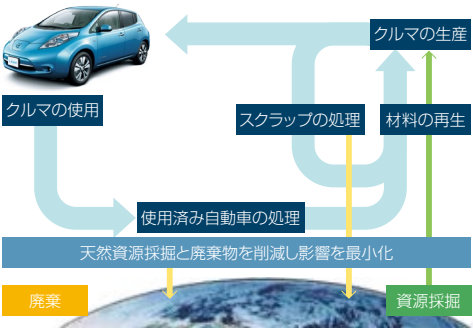 クルマの生産
クルマの使用
スクラップの処理
材料の再生
使用済み自動車の処理
天然資源採掘と廃棄物を削減し影響を最小化
廃棄
資源採掘